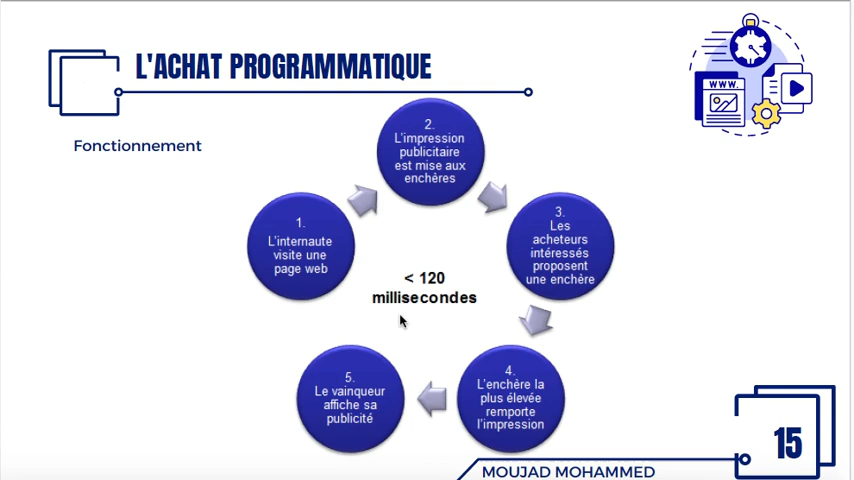 L'ACHAT PROGRAMMATIQUE
WWW.
Fonctionnement
1.
L'internaute
visite une
page web
2.
L'impression
publicitaire
est mise aux
enchères
3.
Les
acheteurs
intéressés
proposent
une enchère
4.
L'enchère la
plus élevée
remporte
l'impression
5.
Le vainqueur
affiche sa
publicité
< 120
millisecondes
15
MOUJAD MOHAMMED